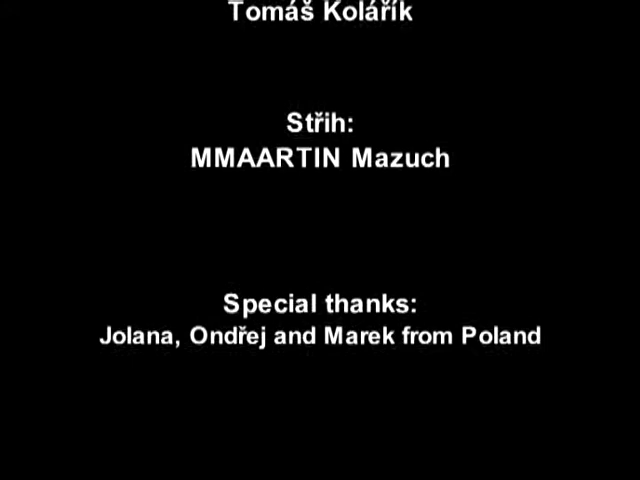 Tomáš Kolářík
Střih:
MMAARTIN Mazuch
Special thanks:
Jolana, Ondřej and Marek from Poland